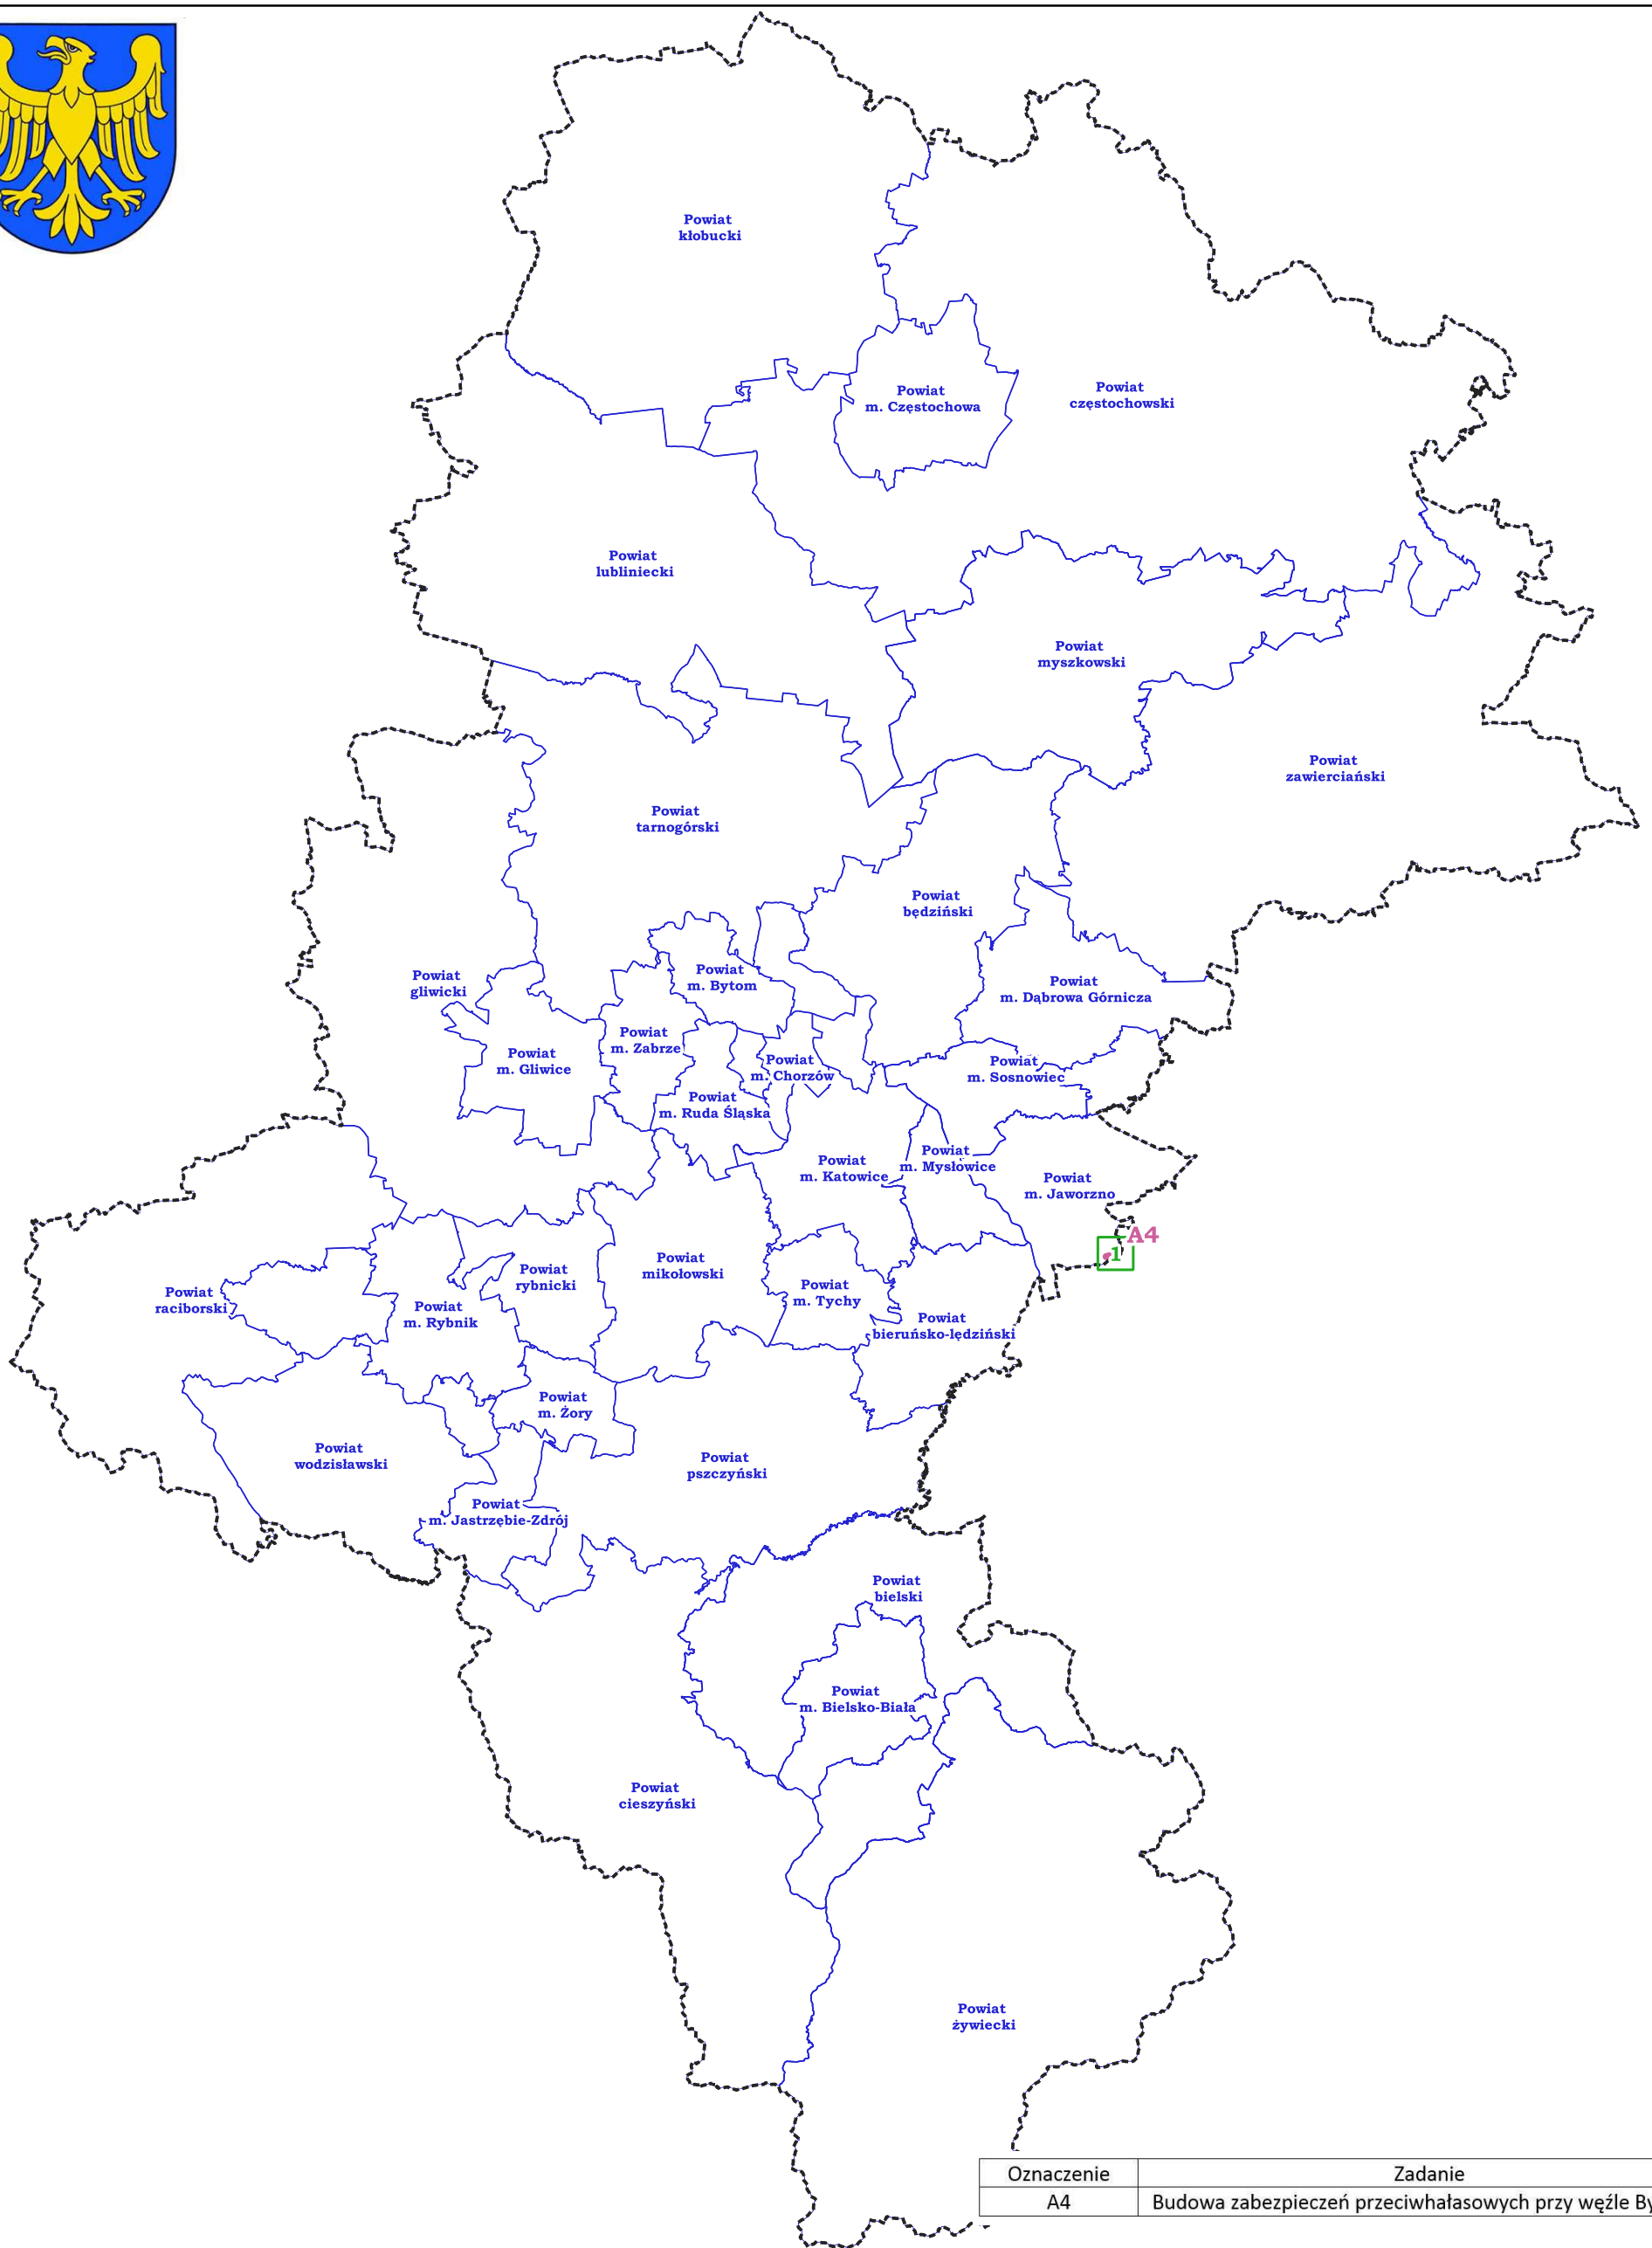 Powiat
kłobucki
Powiat
m. Częstochowa
Powiat
częstochowski
Powiat
lubliniecki
Powiat
myszkowski
Powiat
zawierciański
Powiat
tarnogórski
Powiat
będziński
Powiat
gliwicki
Powiat
m. Bytom
Powiat
m. Dąbrowa Górnicza
Powiat
m. Zabrze
Powiat
m. Gliwice
Powiat
m. Chorzów
Powiat
m. Sosnowiec
Powiat
m. Ruda Śląska
Powiat
m. Katowice
Powiat
m. Mysłowice
Powiat
m. Jaworzno
A4
1
Powiat
mikołowski
Powiat
rybnicki
Powiat
raciborski
Powiat
m. Rybnik
Powiat
m. Tychy
Powiat
bieruńsko-lędziński
Powiat
m. Żory
Powiat
wodzisławski
Powiat
pszczyński
Powiat
m. Jastrzębie-Zdrój
Powiat
bielski
Powiat
m. Bielsko-Biała
Powiat
cieszyński
Powiat
żywiecki
Oznaczenie Zadanie
A4 Budowa zabezpieczeń przeciwhałasowych przy węźle By